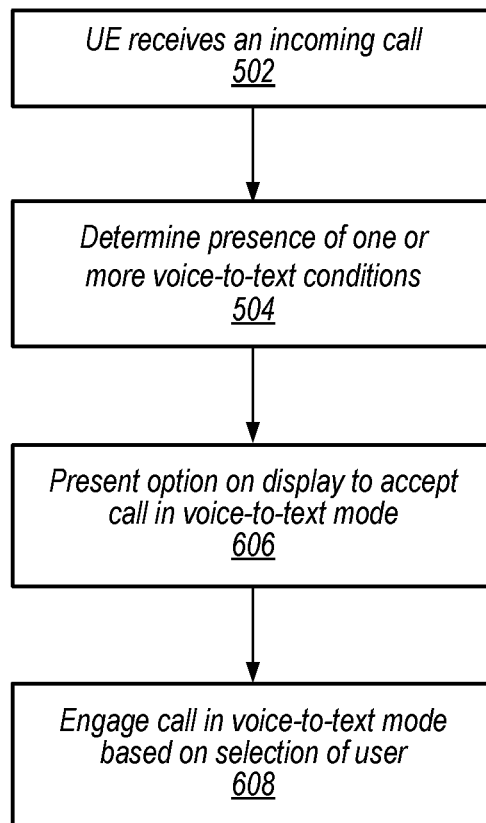 UE receives an incoming call
502
Determine presence of one or
more voice-to-text conditions
504
Present option on display to accept
call in voice-to-text mode
606
Engage call in voice-to-text mode
based on selection of user
608